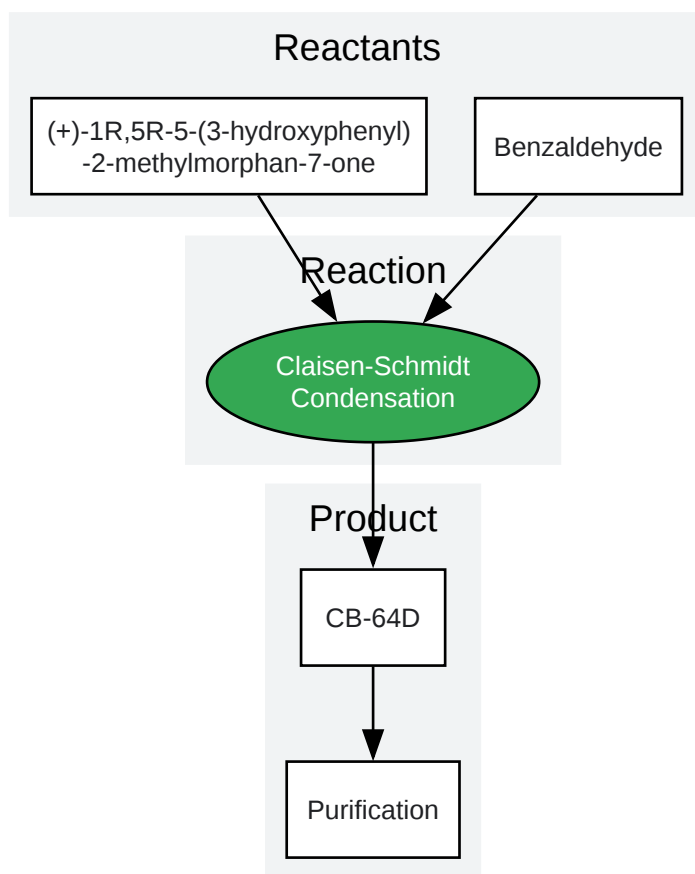 Reactants
(+)-1R,5R-5-(3-hydroxyphenyl)
-2-methylmorphan-7-one
Benzaldehyde
Reaction
Claisen-Schmidt
Condensation
Product
CB-64D
Purification